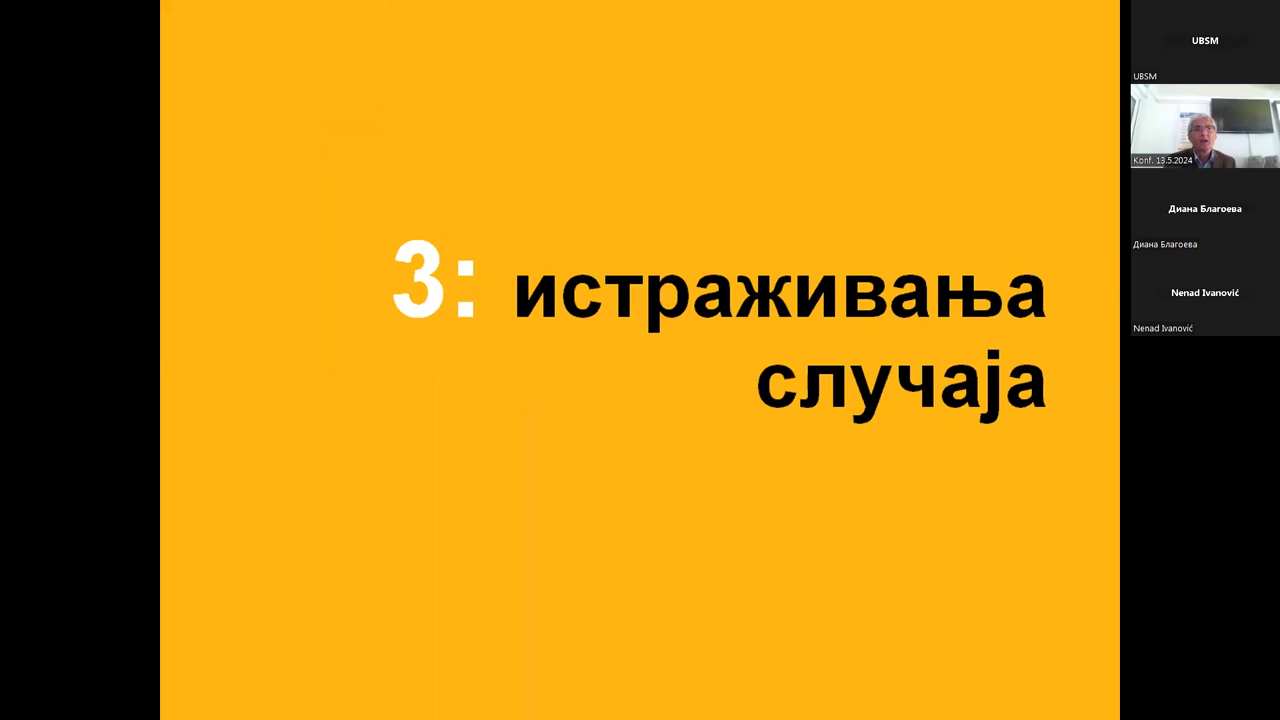 3: истраживања
случаја
UBSM
UBSM
Konf. 13.5.2024
Диана Благоева
Диана Благоева
Nenad Ivanović
Nenad Ivanović